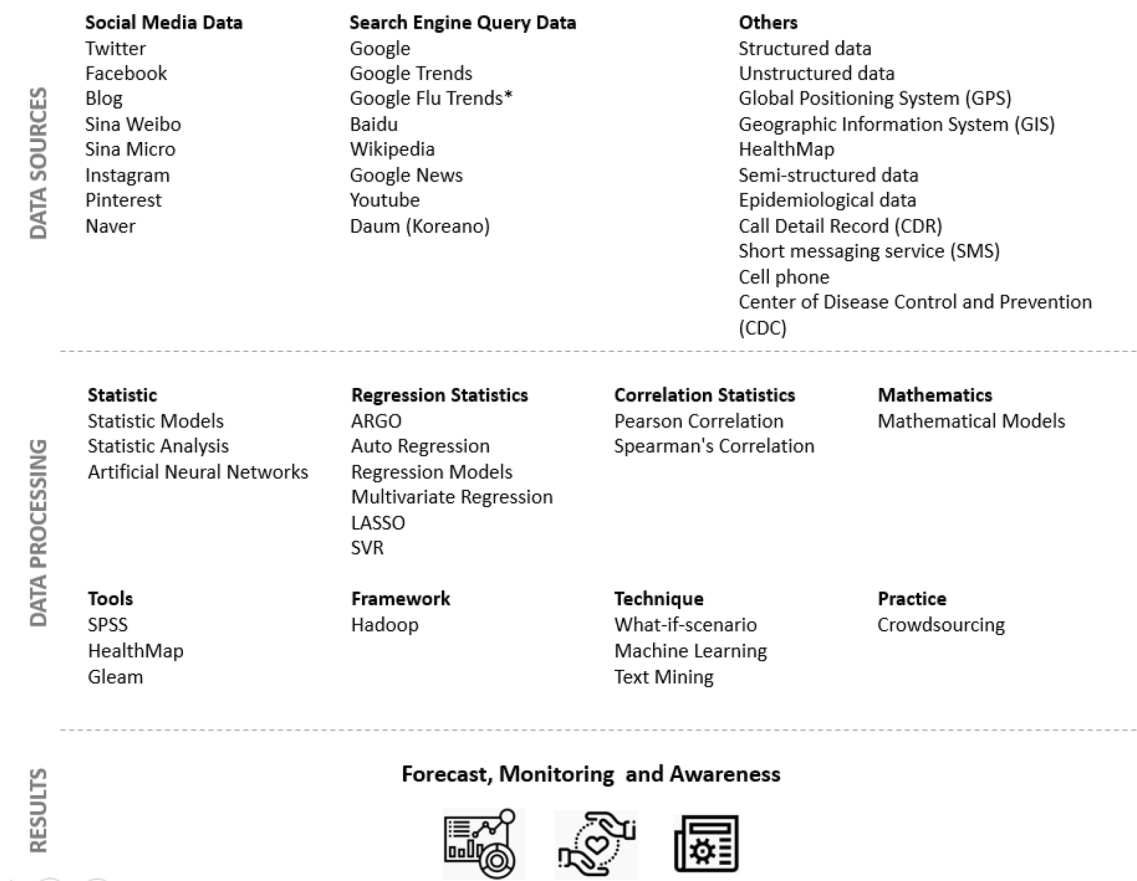 DATA SOURCES
Social Media Data
Twitter
Facebook
Blog
Sina Weibo
Sina Micro
Instagram
Pinterest
Naver
Search Engine Query Data
Google
Google Trends
Google Flu Trends*
Baidu
Wikipedia
Google News
Youtube
Daum (Koreano)
Others
Structured data
Unstructured data
Global Positioning System (GPS)
Geographic Information System (GIS)
HealthMap
Semi-structured data
Epidemiological data
Call Detail Record (CDR)
Short messaging service (SMS)
Cell phone
Center of Disease Control and Prevention
(CDC)
DATA PROCESSING
Statistic
Statistic Models
Statistic Analysis
Artificial Neural Networks
Regression Statistics
ARGO
Auto Regression
Regression Models
Multivariate Regression
LASSO
SVR
Correlation Statistics
Pearson Correlation
Spearman's Correlation
Mathematics
Mathematical Models
Tools
SPSS
HealthMap
Gleam
Framework
Hadoop
Technique
What-if-scenario
Machine Learning
Text Mining
Practice
Crowdsourcing
RESULTS
Forecast, Monitoring and Awareness